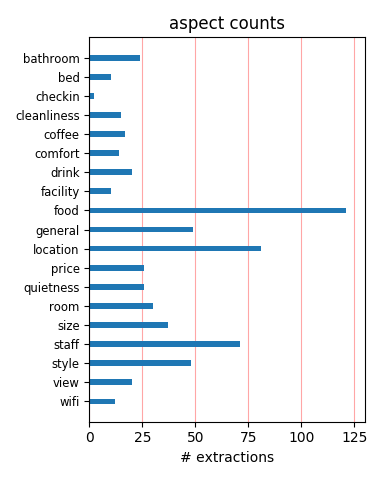 aspect counts
bathroom
bed
checkin
cleanliness
coffee
comfort
drink
facility
food
general
location
price
quietness
room
size
staff
style
view
wifi
0 25 50 75 100 125
# extractions